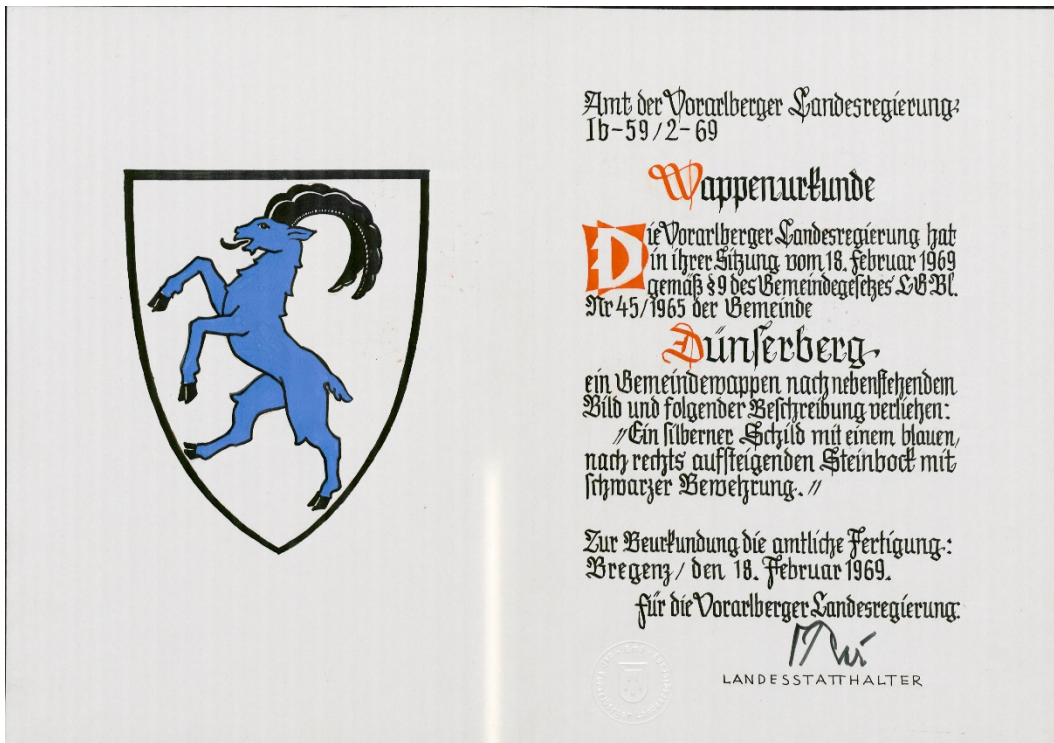 Amt der Vorarlberger Landesregierung:
Ib-59/2-69
Wappenurkunde
Die Vorarlberger Landesregierung hat
in ihrer Sitzung vom 18. Februar 1969
gemäß §9 des Gemeindegesetzes LGBl.
Nr 45/1965 der Gemeinde
Dünserberg,
ein Gemeindewappen nach nebenstehendem
Bild und folgender Beschreibung verliehen:
"Ein silberner Schild mit einem blauen,
nach rechts aufsteigenden Steinbock mit
schwarzer Bewehrung."
Zur Beurkundung die amtliche Fertigung:
Bregenz, den 18. Februar 1969.
Für die Vorarlberger Landesregierung:
LANDESSTATTHALTER